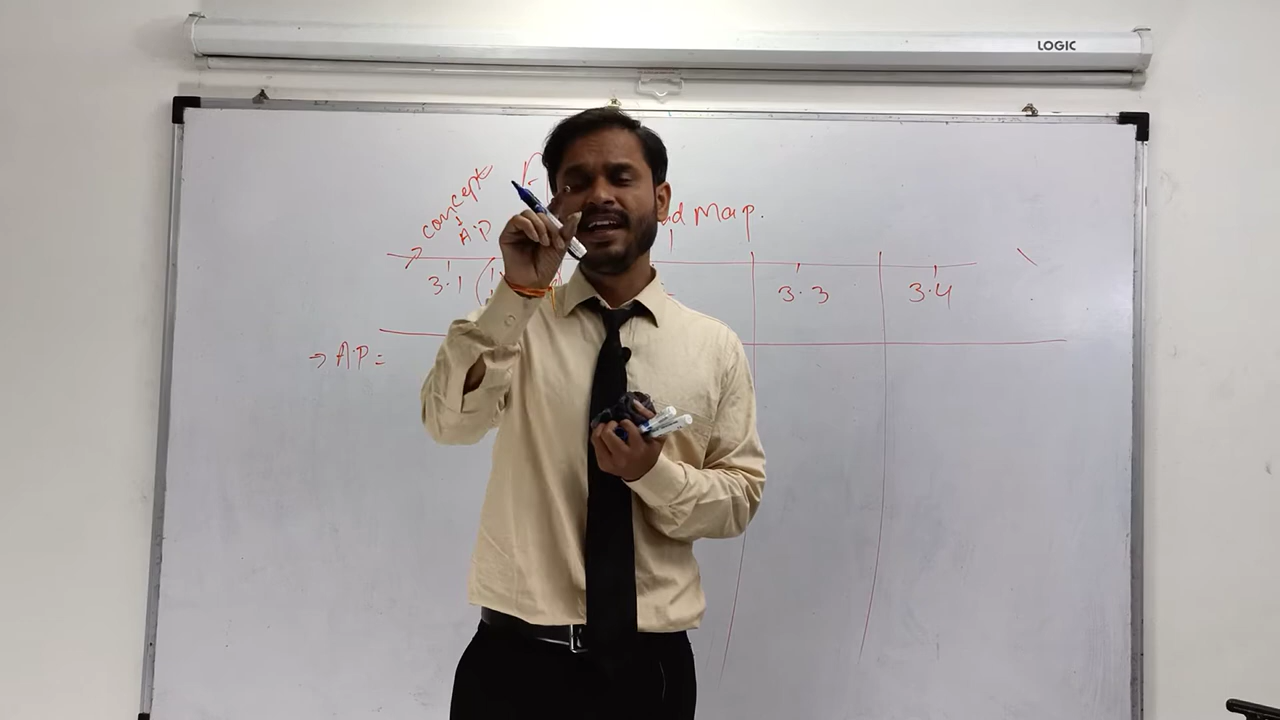 LOGIC
concept
A.P
Map.
3.1
3.3
3.4
→ A.P =